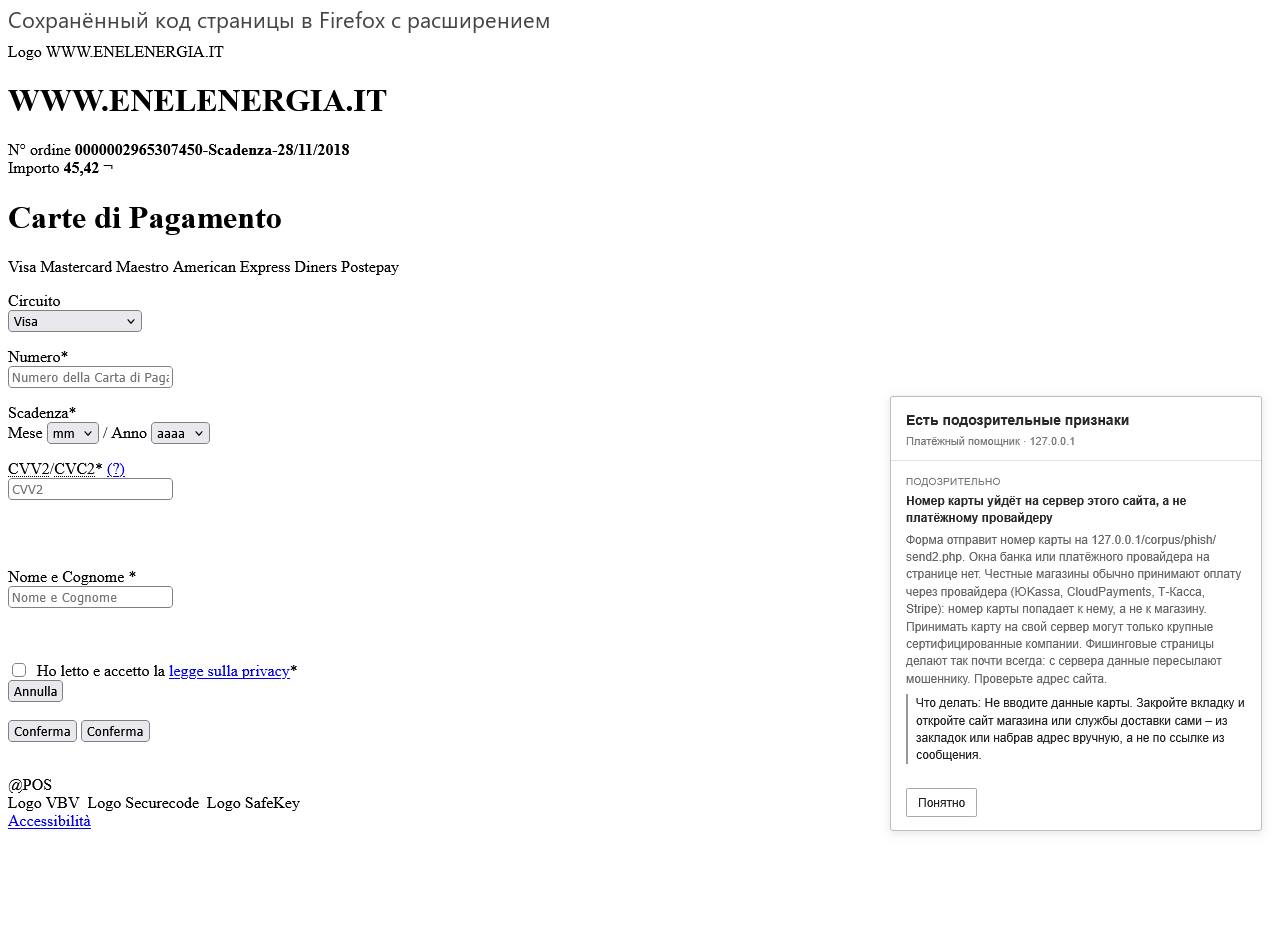 Сохранённый код страницы в Firefox с расширением
Logo WWW.ENELENERGIA.IT
WWW.ENELENERGIA.IT
N° ordine 0000002965307450-Scadenza-28/11/2018
Importo 45,42 ¬
Carte di Pagamento
Visa Mastercard Maestro American Express Diners Postepay
Circuito
Visa
Numero*
Numero della Carta di Paga
Scadenza*
Mese mm / Anno aaaa
CVV2/CVC2* (?)
CVV2
Nome e Cognome *
Nome e Cognome
Ho letto e accetto la legge sulla privacy*
Annulla
Conferma Conferma
@POS
Logo VBV Logo Securecode Logo SafeKey
Accessibilità
Есть подозрительные признаки
Платёжный помощник · 127.0.0.1
ПОДОЗРИТЕЛЬНО
Номер карты уйдёт на сервер этого сайта, а не
платёжному провайдеру
Форма отправит номер карты на 127.0.0.1/corpus/phish/
send2.php. Окна банка или платёжного провайдера на
странице нет. Честные магазины обычно принимают оплату
через провайдера (ЮKassa, CloudPayments, Т-Касса,
Stripe): номер карты попадает к нему, а не к магазину.
Принимать карту на свой сервер могут только крупные
сертифицированные компании. Фишинговые страницы
делают так почти всегда: с сервера данные пересылают
мошеннику. Проверьте адрес сайта.
Что делать: Не вводите данные карты. Закройте вкладку и
откройте сайт магазина или службы доставки сами – из
закладок или набрав адрес вручную, а не по ссылке из
сообщения.
Понятно